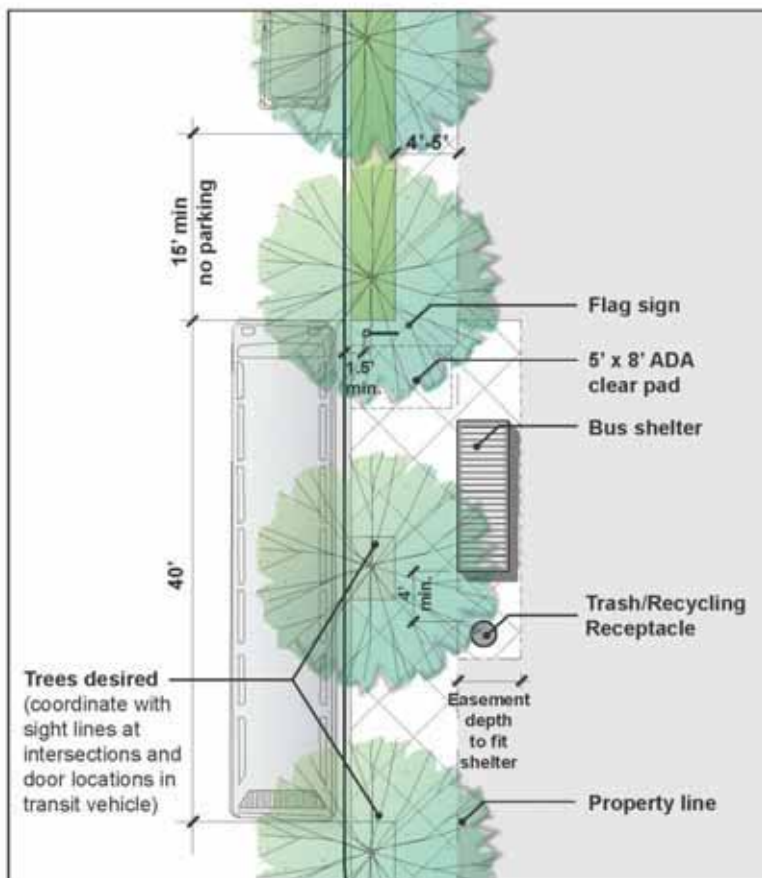 4'-5'
15' min
no parking
Flag sign
1.5'
min.
5' x 8' ADA
clear pad
Bus shelter
40'
4'
min.
Trash/Recycling
Receptacle
Trees desired
(coordinate with
sight lines at
intersections and
door locations in
transit vehicle)
Easement
depth
to fit
shelter
Property line